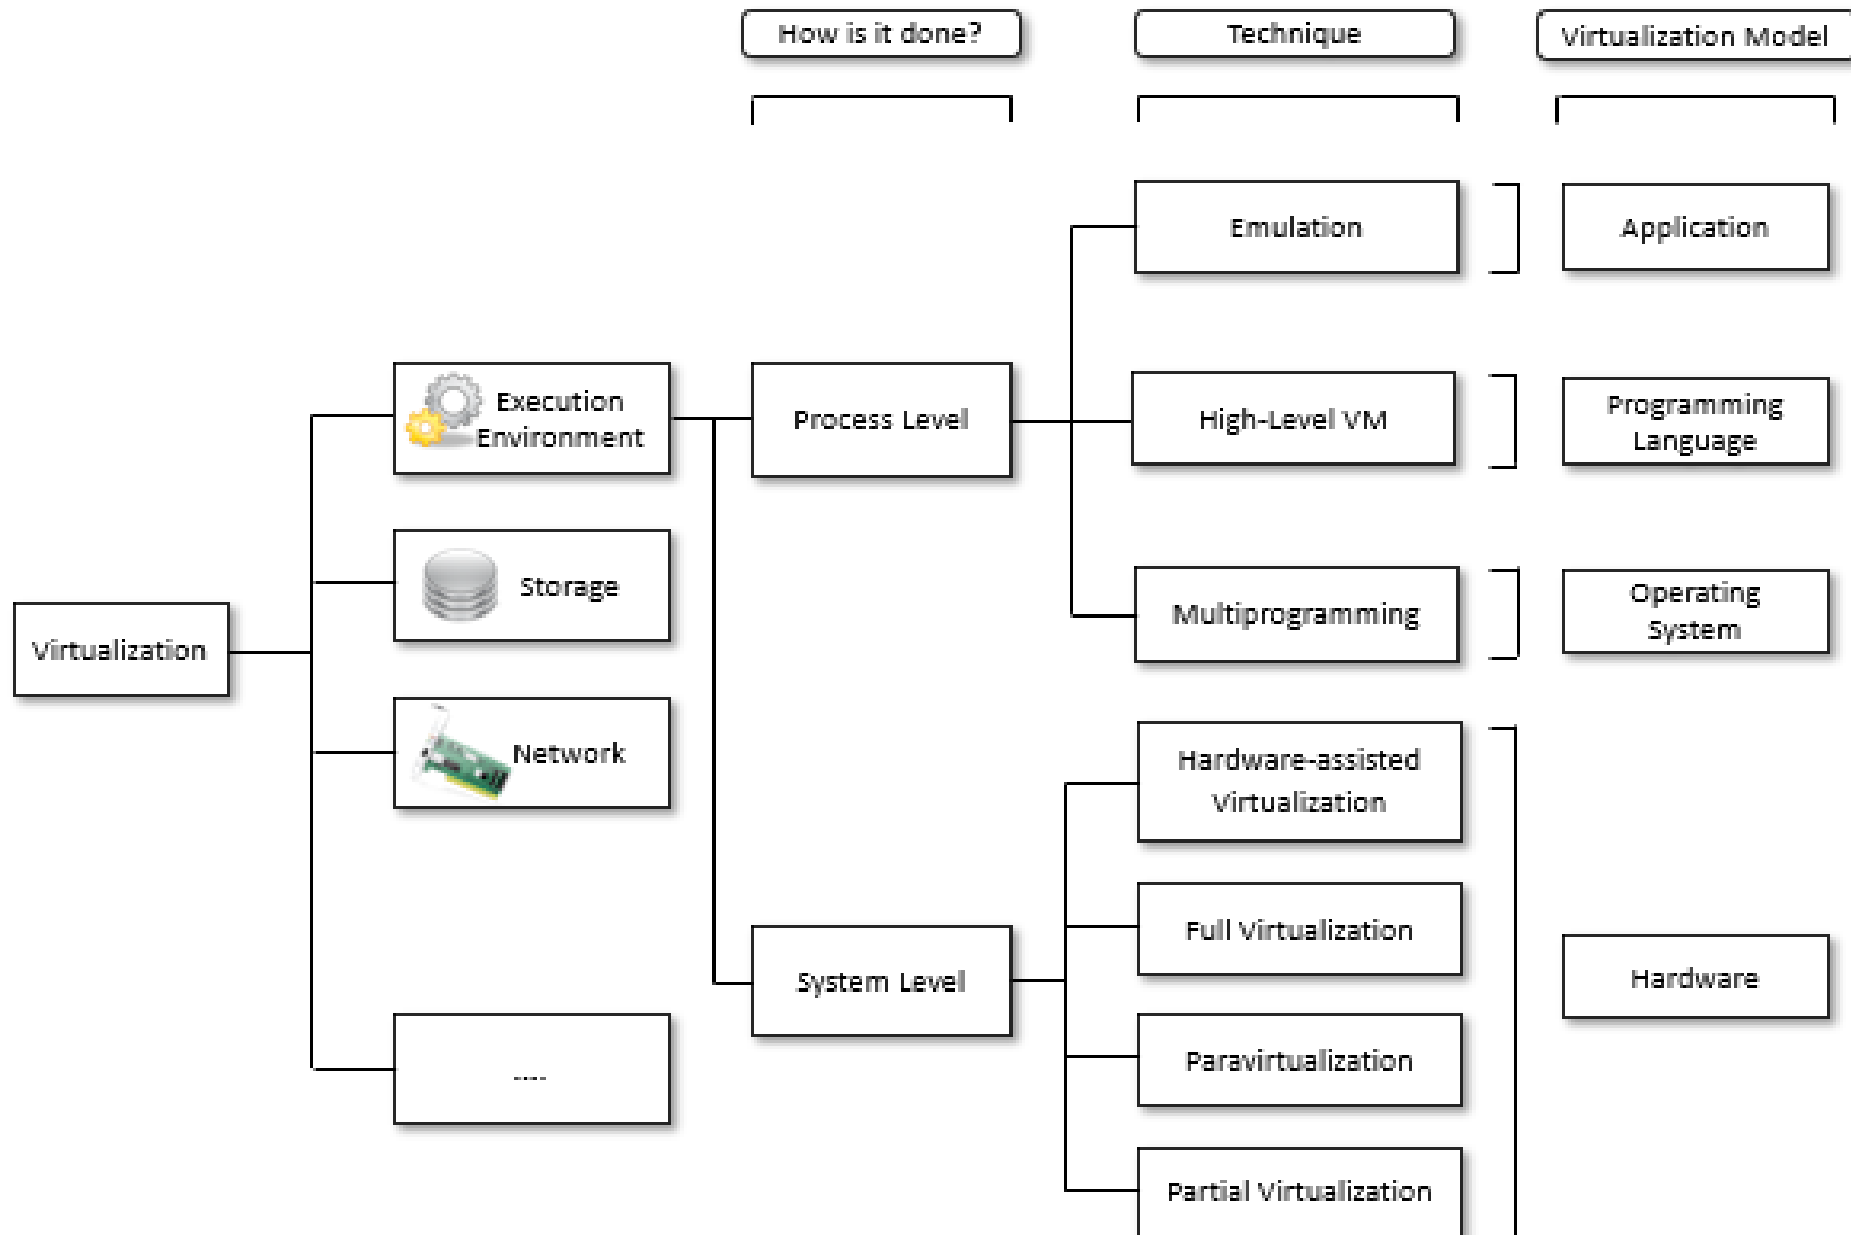 How is it done?
Technique
Virtualization Model
Emulation
Application
Execution
Environment
Process Level
High-Level VM
Programming
Language
Storage
Multiprogramming
Operating
System
Virtualization
Network
Hardware-assisted
Virtualization
Full Virtualization
System Level
Hardware
Paravirtualization
....
Partial Virtualization